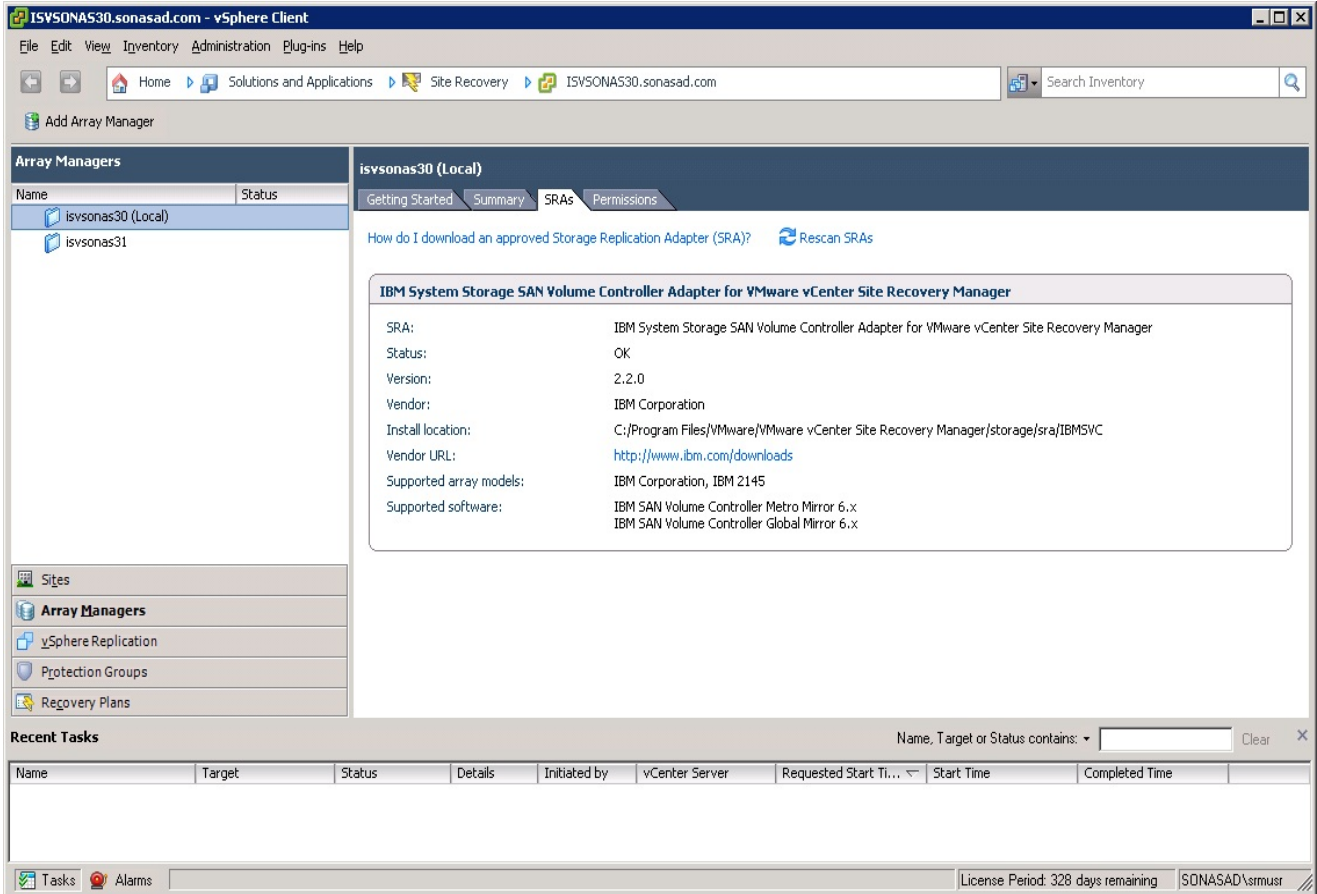 ISVSONAS30.sonasad.com - vSphere Client
File Edit View Inventory Administration Plug-ins Help
Home Solutions and Applications Site Recovery ISVSONAS30.sonasad.com Search Inventory
Add Array Manager
Array Managers
Name Status
isvsonas30 (Local)
isvsonas31
Sites
Array Managers
vSphere Replication
Protection Groups
Recovery Plans
isvsonas30 (Local)
Getting Started Summary SRAs Permissions
How do I download an approved Storage Replication Adapter (SRA)? Rescan SRAs
IBM System Storage SAN Volume Controller Adapter for VMware vCenter Site Recovery Manager
SRA: IBM System Storage SAN Volume Controller Adapter for VMware vCenter Site Recovery Manager
Status: OK
Version: 2.2.0
Vendor: IBM Corporation
Install location: C:/Program Files/VMware/VMware vCenter Site Recovery Manager/storage/sra/IBMSVC
Vendor URL: http://www.ibm.com/downloads
Supported array models: IBM Corporation, IBM 2145
Supported software: IBM SAN Volume Controller Metro Mirror 6.x
IBM SAN Volume Controller Global Mirror 6.x
Recent Tasks Name, Target or Status contains: Clear
Name Target Status Details Initiated by vCenter Server Requested Start Ti... Start Time Completed Time
Tasks Alarms License Period: 328 days remaining SONASAD\srmusr